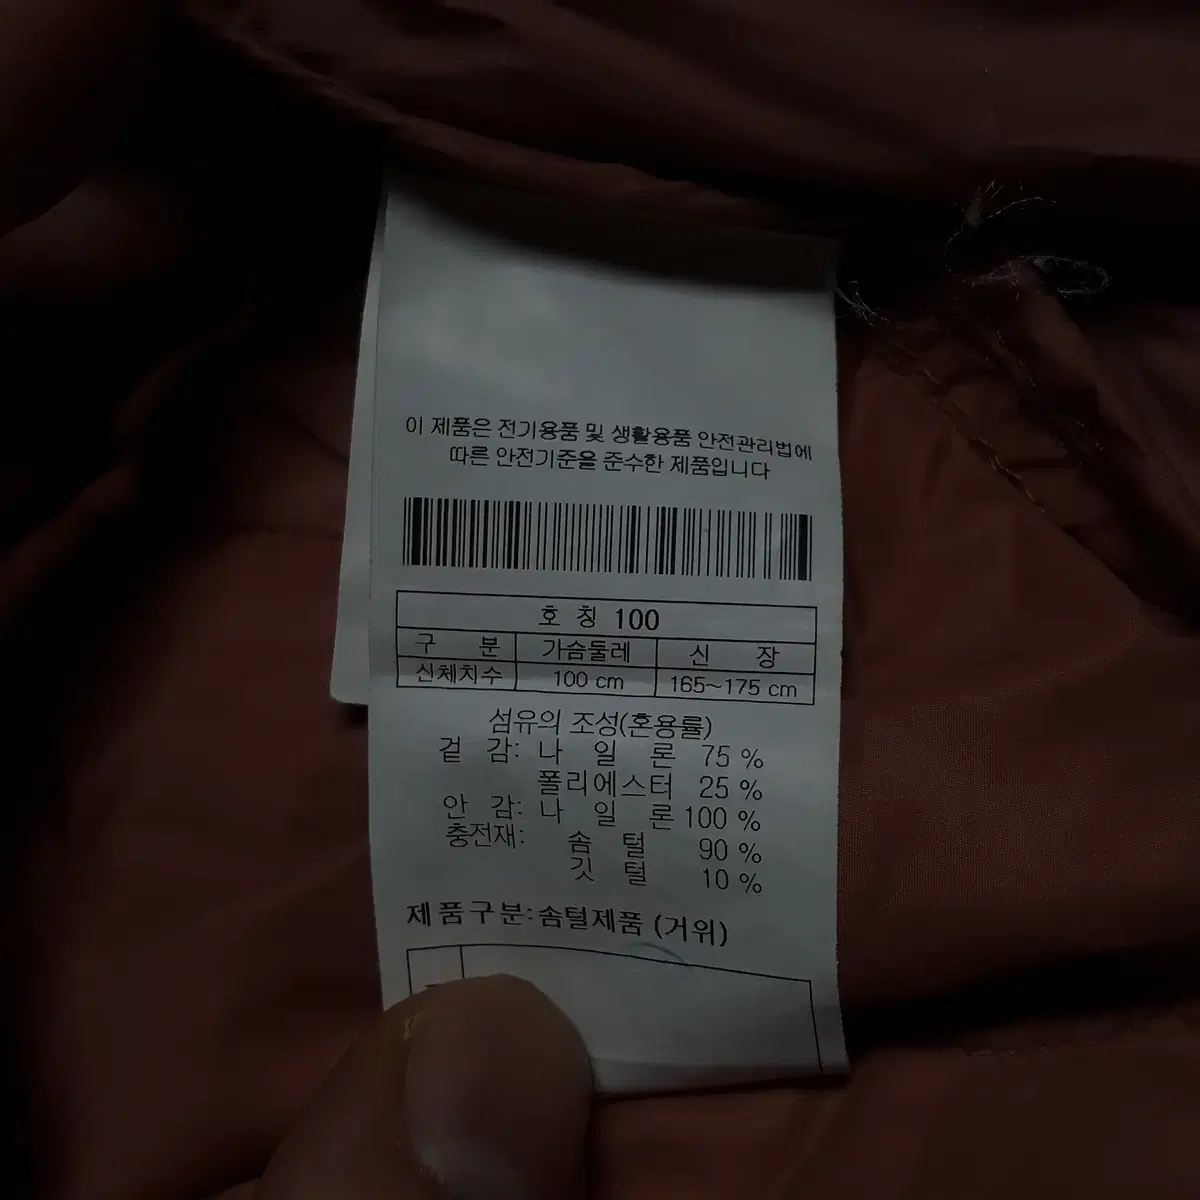 이 제품은 전기용품 및 생활용품 안전관리법에
따른 안전기준을 준수한 제품입니다
호 칭 100
구 분 가슴둘레 신 장
신체치수 100 cm 165~175 cm
섬유의 조성(혼용률)
겉 감: 나 일 론 75 %
폴리에스터 25 %
안 감: 나 일 론 100 %
충전재: 솜 털 90 %
깃 털 10 %
제품구분: 솜털제품 (거위)